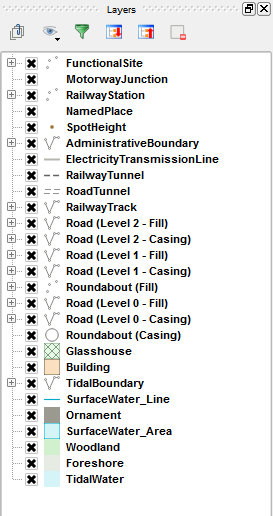 Layers
FunctionalSite
MotorwayJunction
RailwayStation
NamedPlace
SpotHeight
AdministrativeBoundary
ElectricityTransmissionLine
RailwayTunnel
RoadTunnel
RailwayTrack
Road (Level 2 - Fill)
Road (Level 2 - Casing)
Road (Level 1 - Fill)
Road (Level 1 - Casing)
Roundabout (Fill)
Road (Level 0 - Fill)
Road (Level 0 - Casing)
Roundabout (Casing)
Glasshouse
Building
TidalBoundary
SurfaceWater_Line
Ornament
SurfaceWater_Area
Woodland
Foreshore
TidalWater